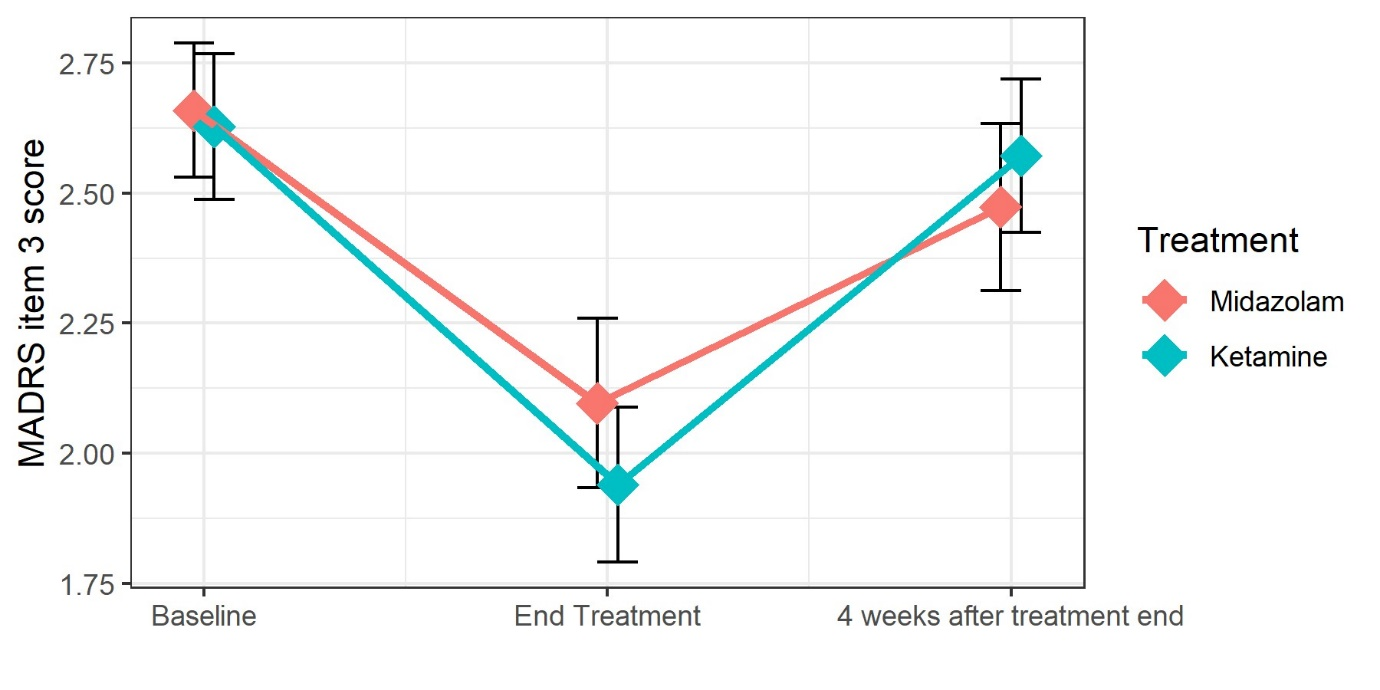 MADRS item 3 score
2.75
2.50
2.25
2.00
1.75
Baseline
End Treatment
4 weeks after treatment end
Treatment
Midazolam
Ketamine